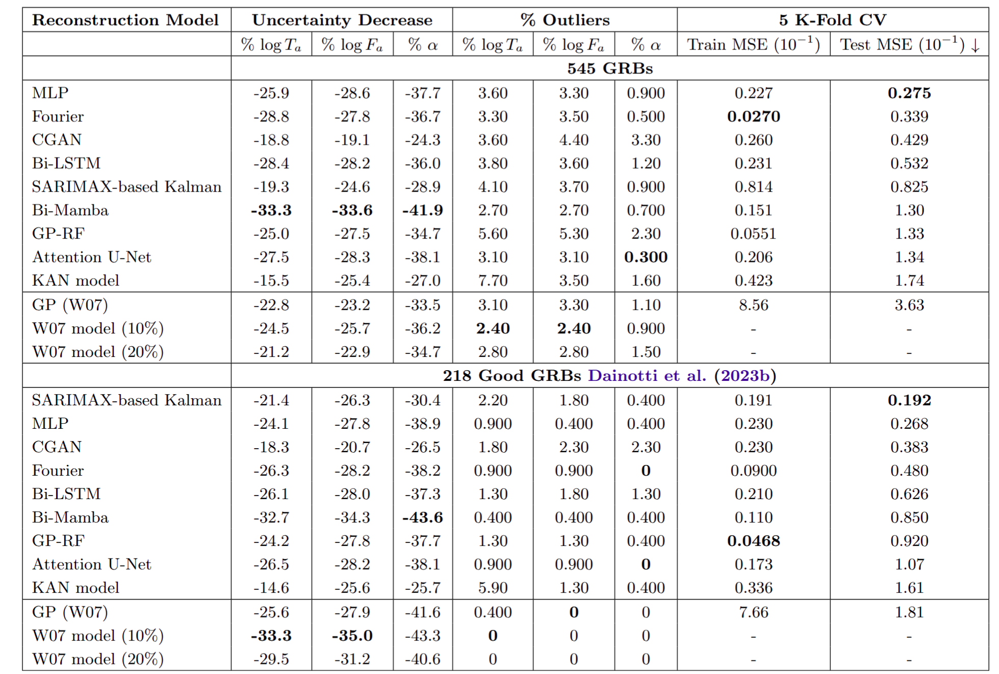 Reconstruction Model Uncertainty Decrease % Outliers 5 K-Fold CV
% log Tₐ % log Fₐ % α % log Tₐ % log Fₐ % α Train MSE (10⁻¹) Test MSE (10⁻¹) ↓
545 GRBs
MLP -25.9 -28.6 -37.7 3.60 3.30 0.900 0.227 0.275
Fourier -28.8 -27.8 -36.7 3.30 3.50 0.500 0.0270 0.339
CGAN -18.8 -19.1 -24.3 3.60 4.40 3.30 0.260 0.429
Bi-LSTM -28.4 -28.2 -36.0 3.80 3.60 1.20 0.231 0.532
SARIMAX-based Kalman -19.3 -24.6 -28.9 4.10 3.70 0.900 0.814 0.825
Bi-Mamba -33.3 -33.6 -41.9 2.70 2.70 0.700 0.151 1.30
GP-RF -25.0 -27.5 -34.7 5.60 5.30 2.30 0.0551 1.33
Attention U-Net -27.5 -28.3 -38.1 3.10 3.10 0.300 0.206 1.34
KAN model -15.5 -25.4 -27.0 7.70 3.50 1.60 0.423 1.74
GP (W07) -22.8 -23.2 -33.5 3.10 3.30 1.10 8.56 3.63
W07 model (10%) -24.5 -25.7 -36.2 2.40 2.40 0.900 - -
W07 model (20%) -21.2 -22.9 -34.7 2.80 2.80 1.50 - -
218 Good GRBs Dainotti et al. (2023b)
SARIMAX-based Kalman -21.4 -26.3 -30.4 2.20 1.80 0.400 0.191 0.192
MLP -24.1 -27.8 -38.9 0.900 0.400 0.400 0.230 0.268
CGAN -18.3 -20.7 -26.5 1.80 2.30 2.30 0.230 0.383
Fourier -26.3 -28.2 -38.2 0.900 0.900 0 0.0900 0.480
Bi-LSTM -26.1 -28.0 -37.3 1.30 1.80 1.30 0.210 0.626
Bi-Mamba -32.7 -34.3 -43.6 0.400 0.400 0.400 0.110 0.850
GP-RF -24.2 -27.8 -37.7 1.30 1.30 0.400 0.0468 0.920
Attention U-Net -26.5 -28.2 -38.1 0.900 0.900 0 0.173 1.07
KAN model -14.6 -25.6 -25.7 5.90 1.30 0.400 0.336 1.61
GP (W07) -25.6 -27.9 -41.6 0.400 0 0 7.66 1.81
W07 model (10%) -33.3 -35.0 -43.3 0 0 0 - -
W07 model (20%) -29.5 -31.2 -40.6 0 0 0 - -